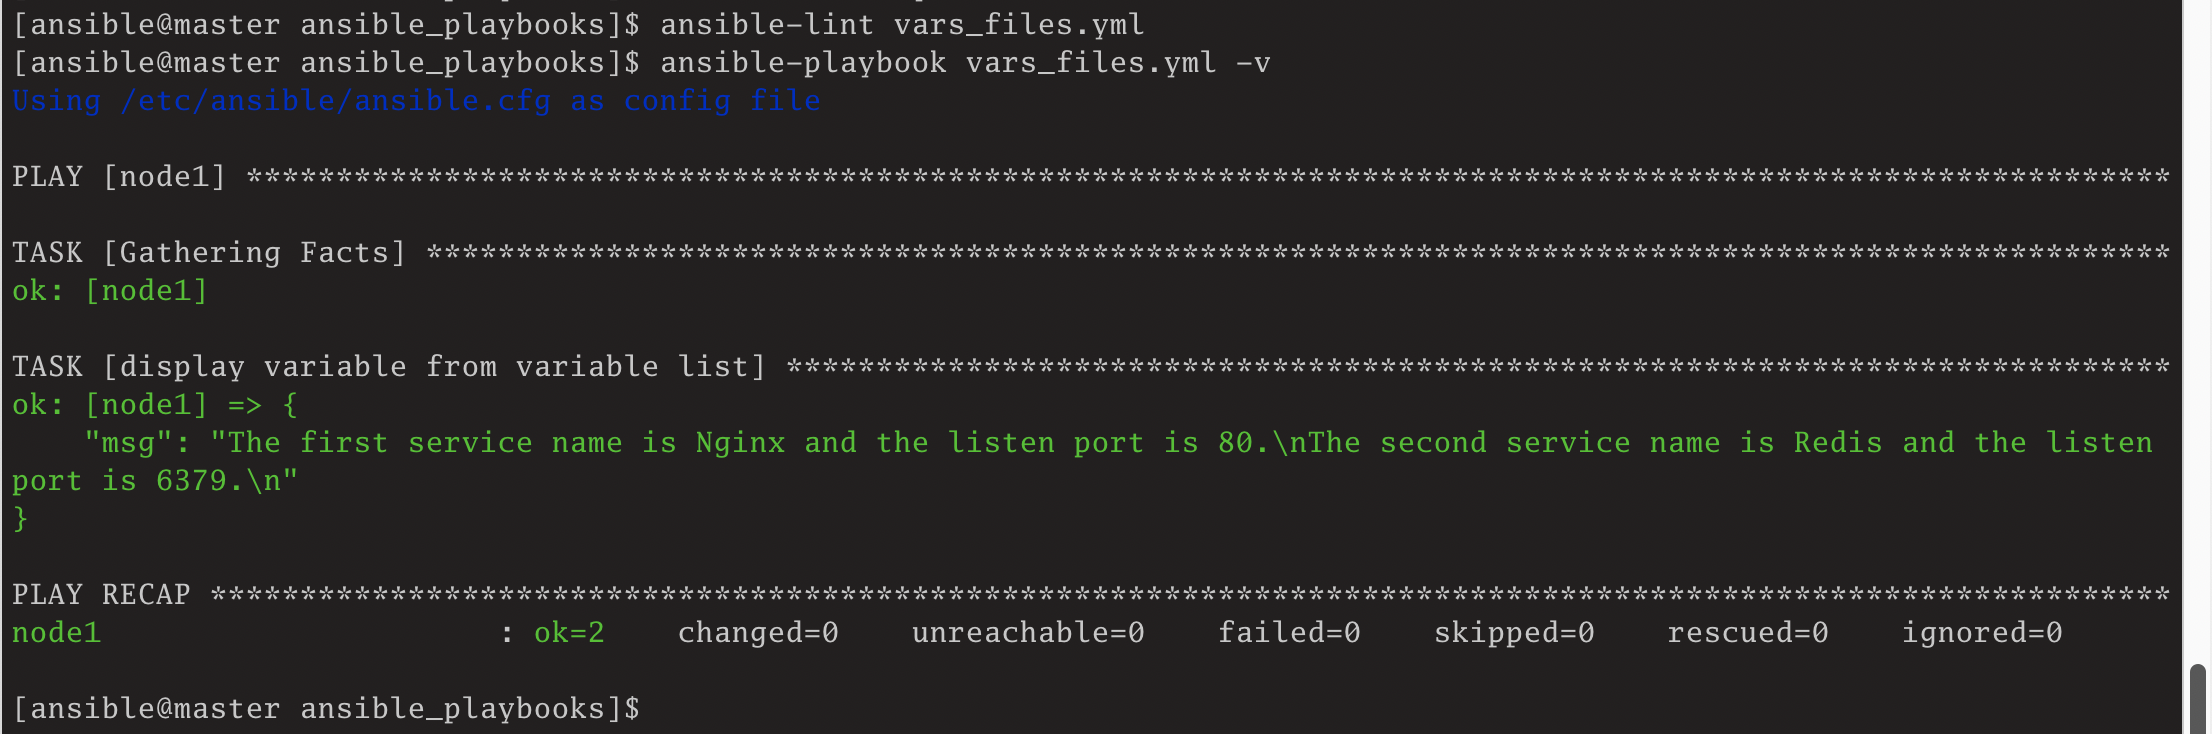 [ansible@master ansible_playbooks]$ ansible-lint vars_files.yml
[ansible@master ansible_playbooks]$ ansible-playbook vars_files.yml -v
Using /etc/ansible/ansible.cfg as config file
PLAY [node1] ***********************************************************************************************************
TASK [Gathering Facts] *************************************************************************************************
ok: [node1]
TASK [display variable from variable list] *****************************************************************************
ok: [node1] => {
    "msg": "The first service name is Nginx and the listen port is 80.\nThe second service name is Redis and the listen
port is 6379.\n"
}
PLAY RECAP *************************************************************************************************************
node1                      : ok=2    changed=0    unreachable=0    failed=0    skipped=0    rescued=0    ignored=0
[ansible@master ansible_playbooks]$